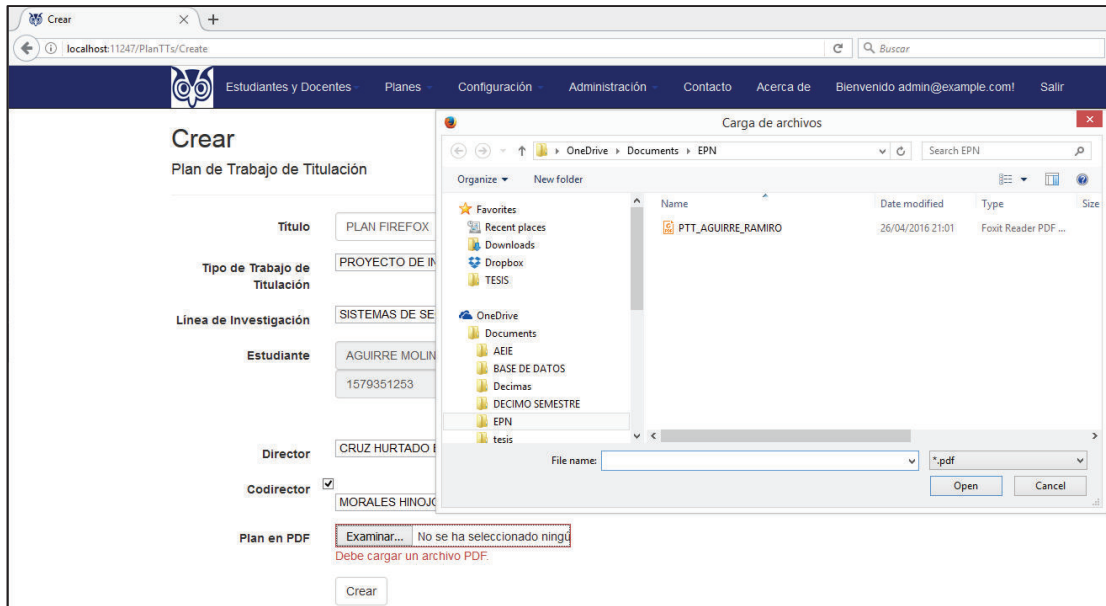 Crear
localhost:11247/PlanTTs/Create
Buscar
Estudiantes y Docentes Planes Configuración Administración Contacto Acerca de Bienvenido admin@example.com! Salir
Crear
Plan de Trabajo de Titulación
Título PLAN FIREFOX
Tipo de Trabajo de Titulación PROYECTO DE IN
Línea de Investigación SISTEMAS DE SE
Estudiante AGUIRRE MOLIN
1579351253
Director CRUZ HURTADO
Codirector
MORALES HINOJO
Plan en PDF Examinar... No se ha seleccionado ningú
Debe cargar un archivo PDF.
Crear
Carga de archivos
OneDrive Documents EPN
Search EPN
Organize New folder
Favorites
Recent places
Downloads
Dropbox
TESIS
OneDrive
Documents
AEIE
BASE DE DATOS
Decimas
DECIMO SEMESTRE
EPN
tesis
Name Date modified Type Size
PTT_AGUIRRE_RAMIRO 26/04/2016 21:01 Foxit Reader PDF ...
File name: *.pdf
Open Cancel